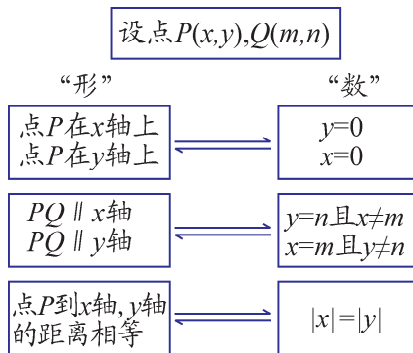 设点P(x,y),Q(m,n)
“形” “数”
点P在x轴上 y=0
点P在y轴上 x=0
PQ∥x轴 y=n且x≠m
PQ∥y轴 x=m且y≠n
点P到x轴,y轴
的距离相等 |x|=|y|